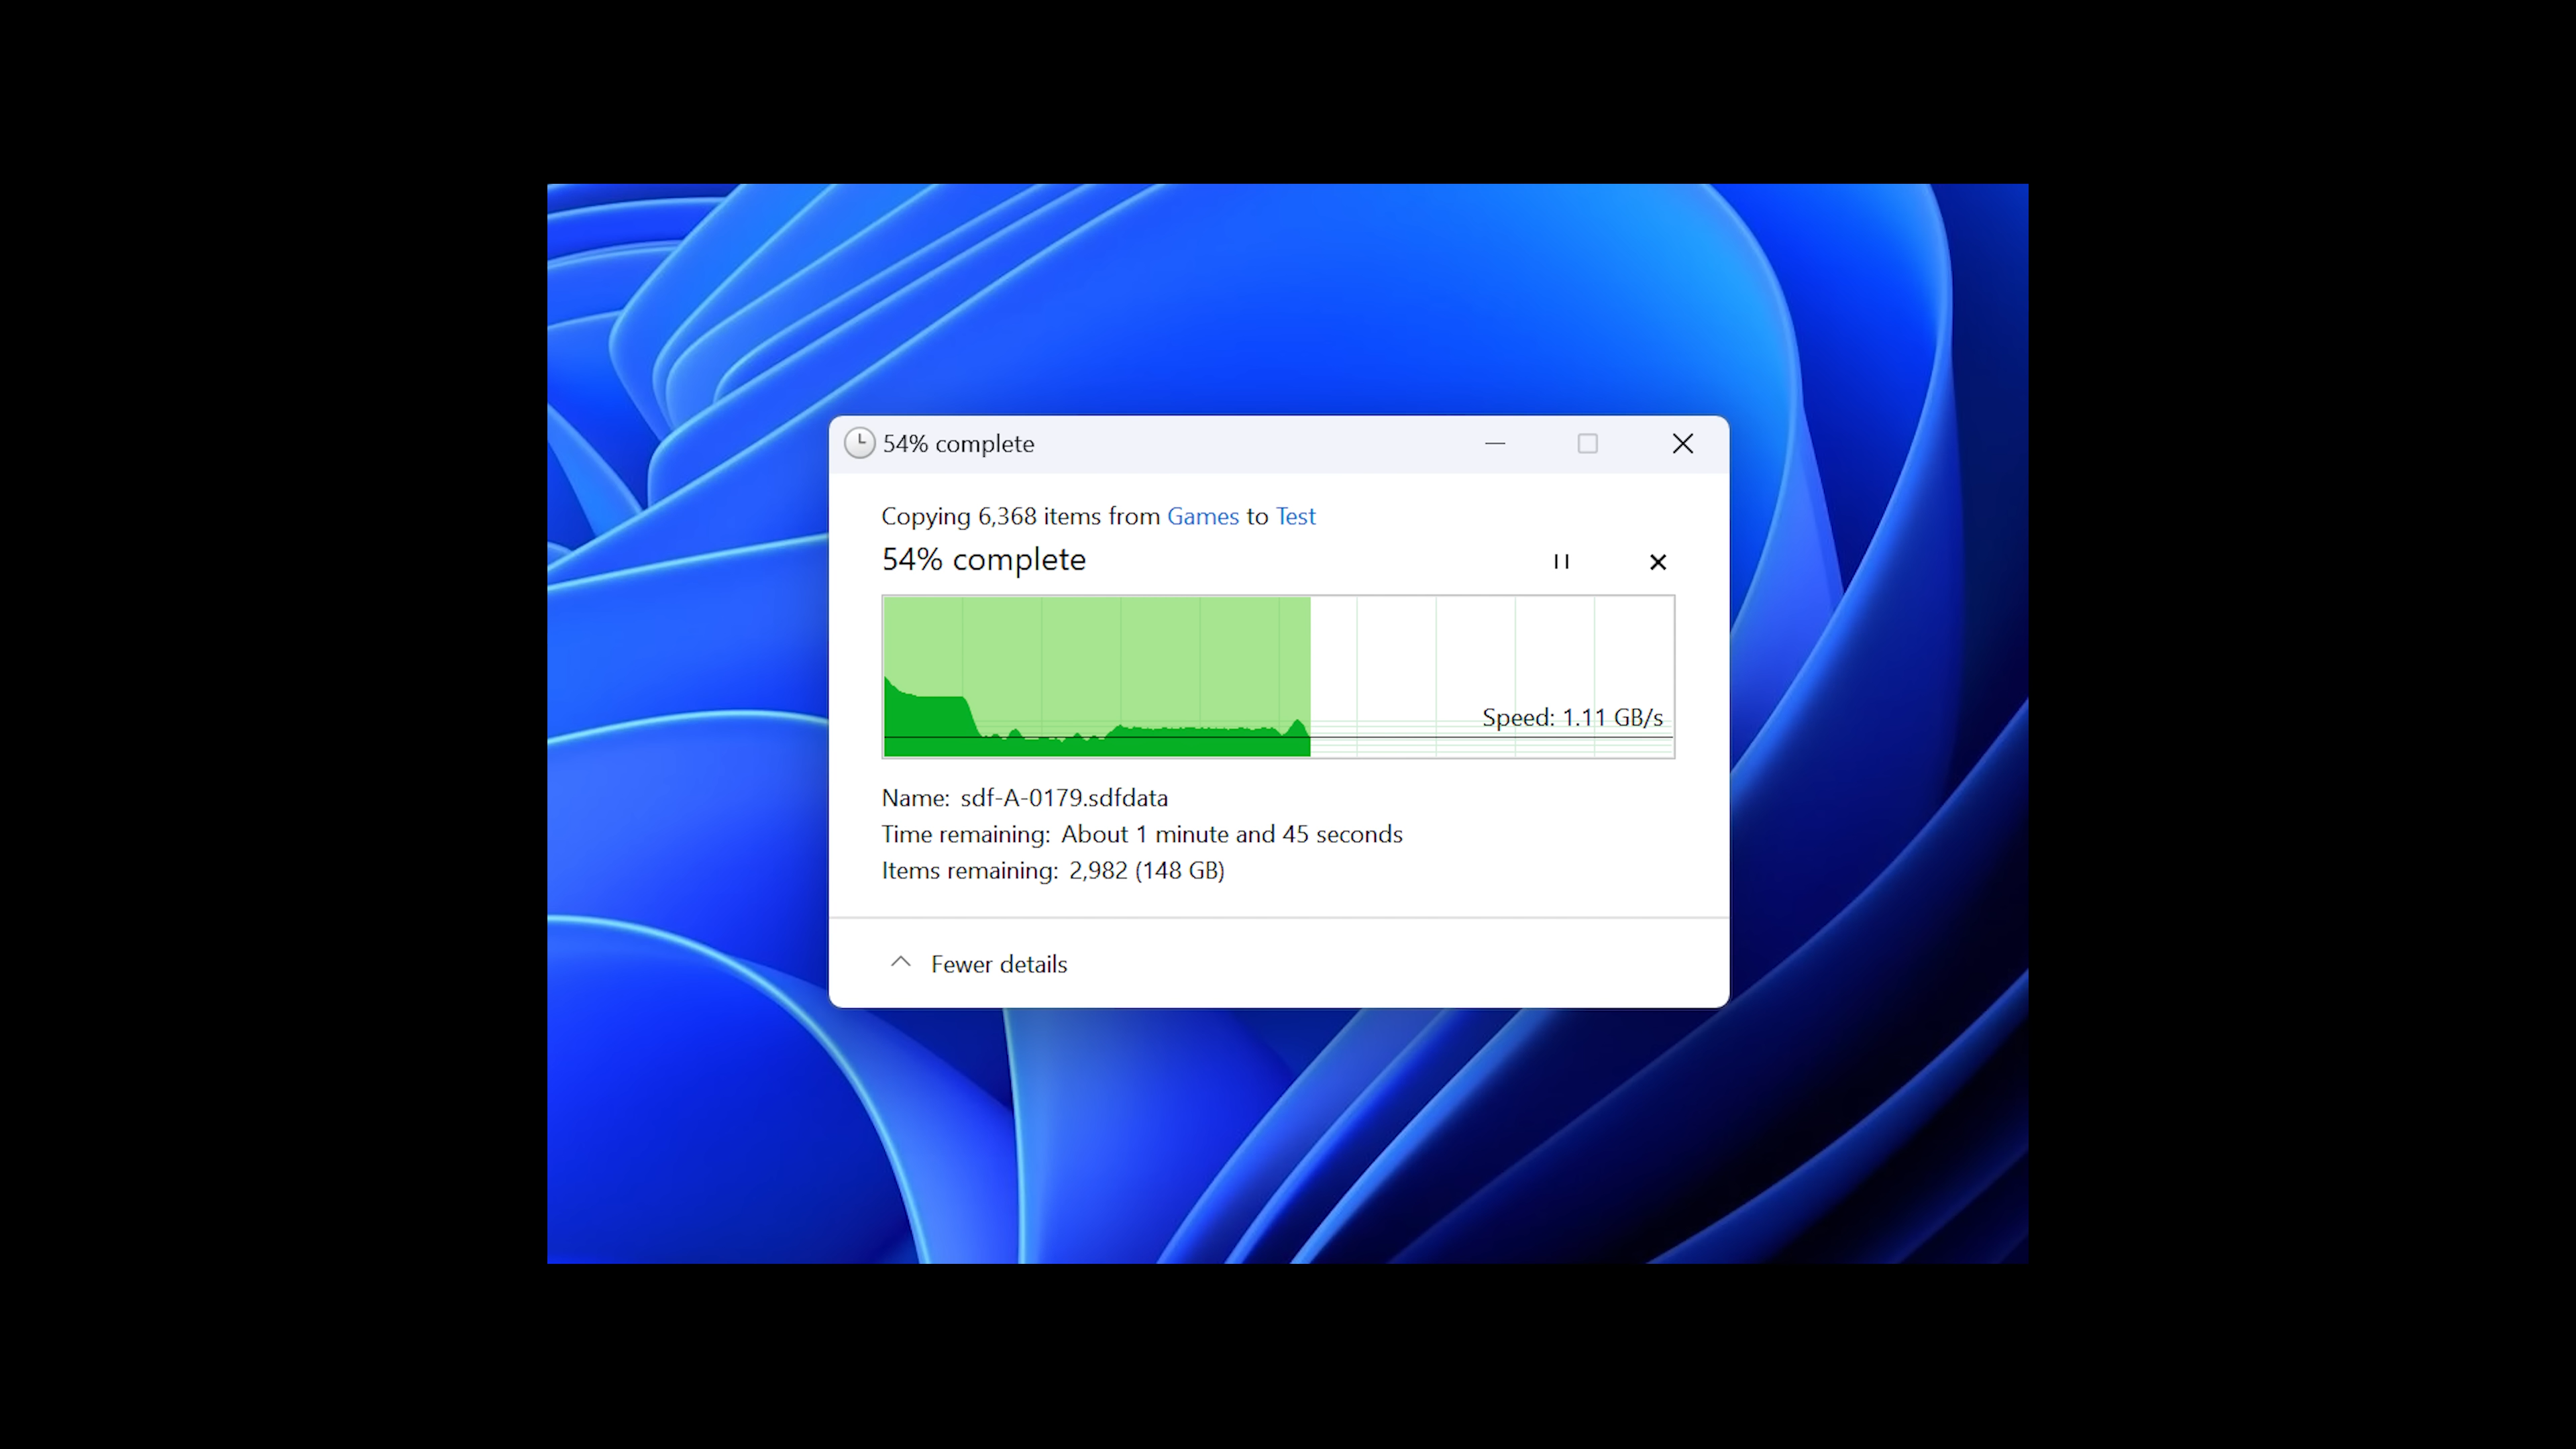 54% complete
Copying 6,368 items from Games to Test
54% complete
Speed: 1.11 GB/s
Name: sdf-A-0179.sdfdata
Time remaining: About 1 minute and 45 seconds
Items remaining: 2,982 (148 GB)
Fewer details